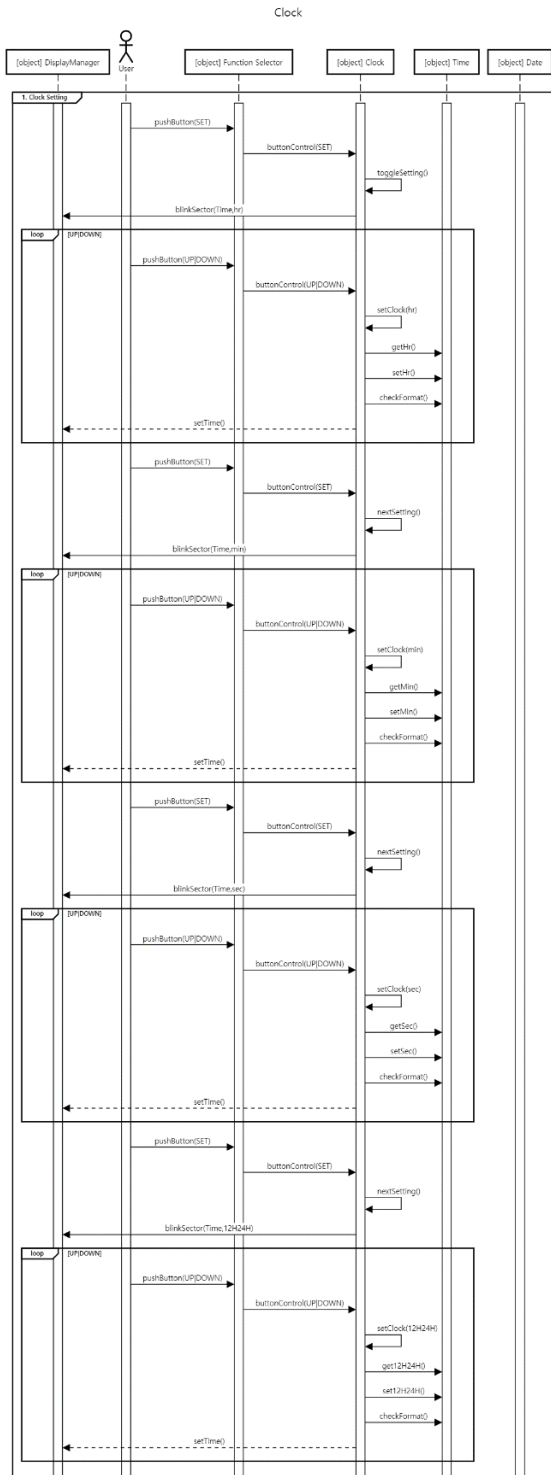 Clock
[object] DisplayManager
User
[object] Function Selector
[object] Clock
[object] Time
[object] Date
1. Clock Setting
pushButton(SET)
buttonControl(SET)
toggleSetting()
blinkSector(Time,hr)
loop [UP|DOWN]
pushButton(UP|DOWN)
buttonControl(UP|DOWN)
setClock(hr)
getHr()
setHr()
checkFormat()
setTime()
pushButton(SET)
buttonControl(SET)
nextSetting()
blinkSector(Time,min)
loop [UP|DOWN]
pushButton(UP|DOWN)
buttonControl(UP|DOWN)
setClock(min)
getMin()
setMin()
checkFormat()
setTime()
pushButton(SET)
buttonControl(SET)
nextSetting()
blinkSector(Time,sec)
loop [UP|DOWN]
pushButton(UP|DOWN)
buttonControl(UP|DOWN)
setClock(sec)
getSec()
setSec()
checkFormat()
setTime()
pushButton(SET)
buttonControl(SET)
nextSetting()
blinkSector(Time,12H24H)
loop [UP|DOWN]
pushButton(UP|DOWN)
buttonControl(UP|DOWN)
setClock(12H24H)
get12H24H()
set12H24H()
checkFormat()
setTime()